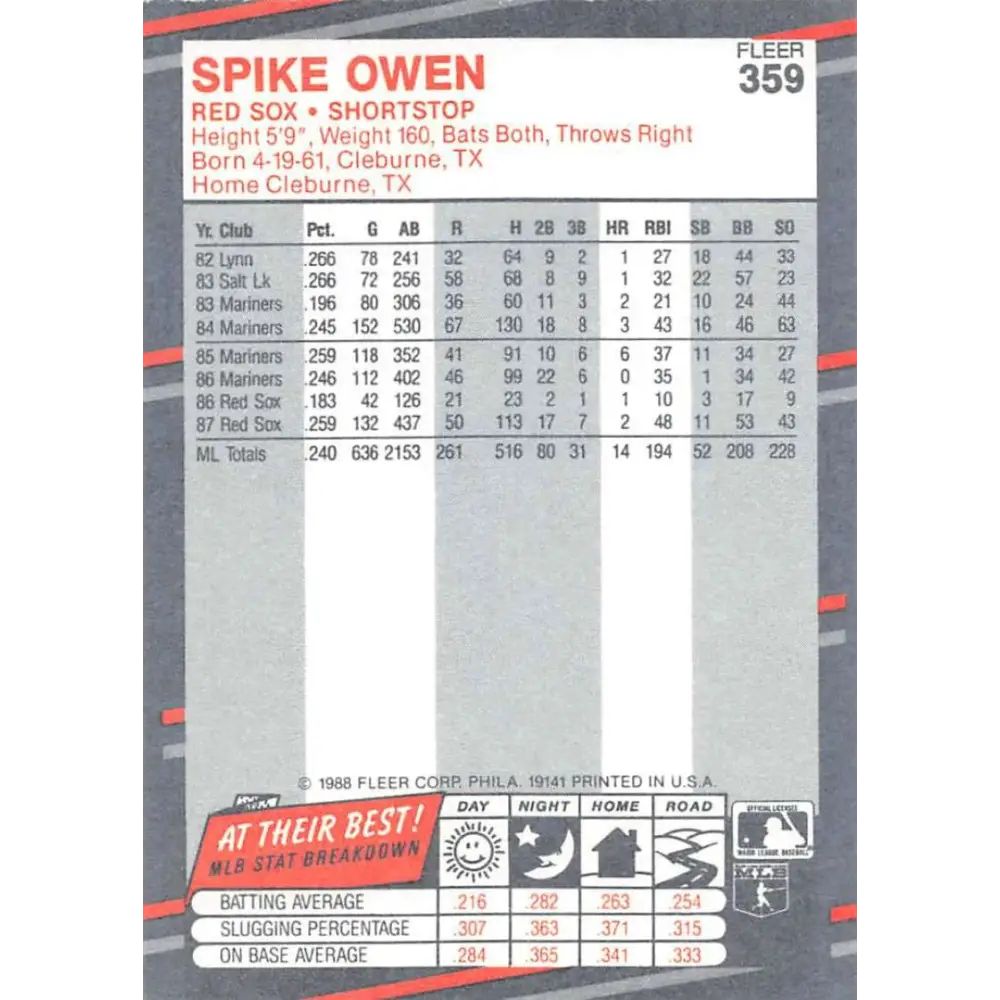 FLEER
359
SPIKE OWEN
RED SOX • SHORTSTOP
Height 5'9", Weight 160, Bats Both, Throws Right
Born 4-19-61, Cleburne, TX
Home Cleburne, TX
Yr. Club Pct. G AB R H 2B 3B HR RBI SB BB SO
82 Lynn .266 78 241 32 64 9 2 1 27 18 44 33
83 Salt Lk .266 72 256 58 68 8 9 1 32 22 57 23
83 Mariners .196 80 306 36 60 11 3 2 21 10 24 44
84 Mariners .245 152 530 67 130 18 8 3 43 16 46 63
85 Mariners .259 118 352 41 91 10 6 6 37 11 34 27
86 Mariners .246 112 402 46 99 22 6 0 35 1 34 42
86 Red Sox .183 42 126 21 23 2 1 1 10 3 17 9
87 Red Sox .259 132 437 50 113 17 7 2 48 11 53 43
ML Totals .240 636 2153 261 516 80 31 14 194 52 208 228
© 1988 FLEER CORP. PHILA. 19141 PRINTED IN U.S.A.
AT THEIR BEST!
MLB STAT BREAKDOWN
DAY NIGHT HOME ROAD
OFFICIAL LICENSEE
MAJOR LEAGUE BASEBALL
MLB
BATTING AVERAGE .216 .282 .263 .254
SLUGGING PERCENTAGE .307 .363 .371 .315
ON BASE AVERAGE .284 .365 .341 .333